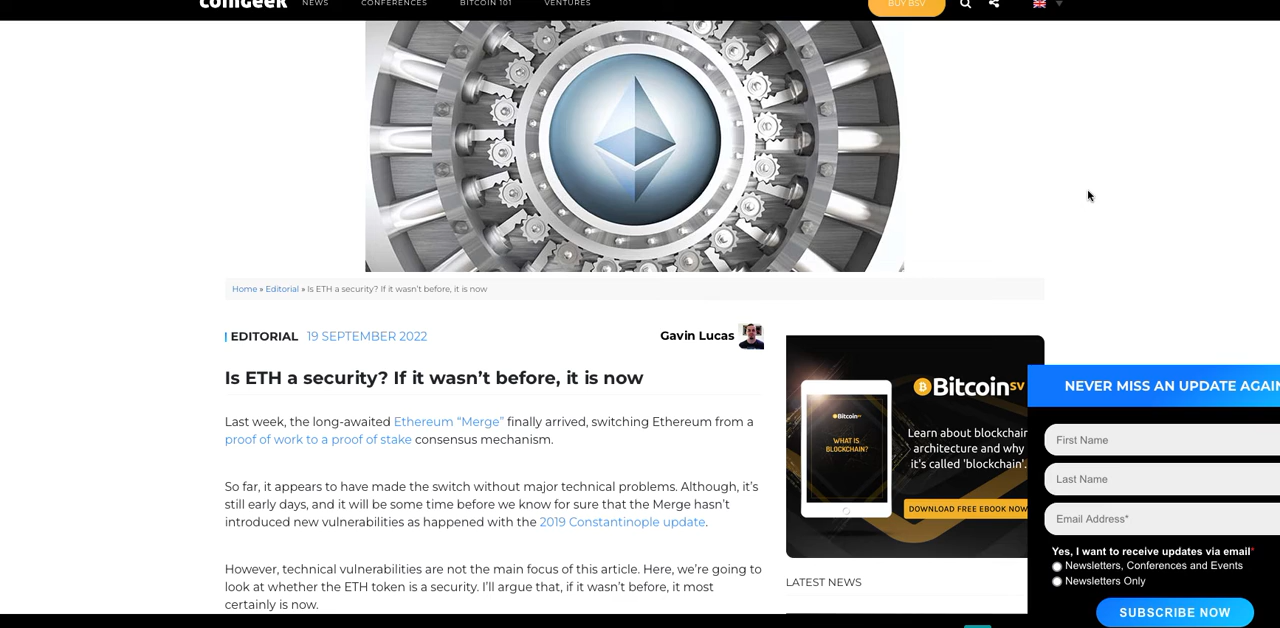 CoinGeek NEWS CONFERENCES BITCOIN 101 VENTURES BUY BSV
Home » Editorial » Is ETH a security? If it wasn't before, it is now
EDITORIAL 19 SEPTEMBER 2022 Gavin Lucas
Is ETH a security? If it wasn't before, it is now
Last week, the long-awaited Ethereum "Merge" finally arrived, switching Ethereum from a
proof of work to a proof of stake consensus mechanism.
So far, it appears to have made the switch without major technical problems. Although, it's
still early days, and it will be some time before we know for sure that the Merge hasn't
introduced new vulnerabilities as happened with the 2019 Constantinople update.
However, technical vulnerabilities are not the main focus of this article. Here, we're going to
look at whether the ETH token is a security. I'll argue that, if it wasn't before, it most
certainly is now.
BitcoinSV
BitcoinSV
WHAT IS
BLOCKCHAIN?
Learn about blockchain
architecture and why
it's called 'blockchain'.
DOWNLOAD FREE EBOOK NOW
LATEST NEWS
NEVER MISS AN UPDATE AGAIN
First Name
Last Name
Email Address*
Yes, I want to receive updates via email*
Newsletters, Conferences and Events
Newsletters Only
SUBSCRIBE NOW